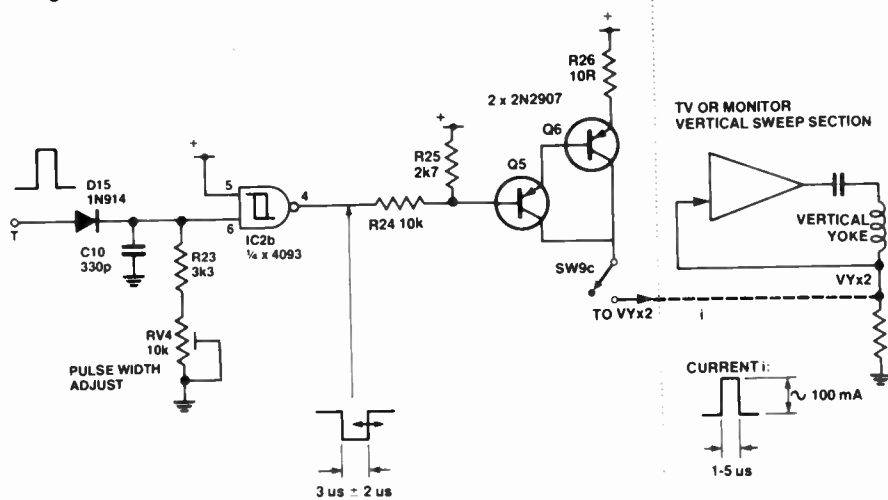 +
R26
10R
2 x 2N2907
TV OR MONITOR
VERTICAL SWEEP SECTION
+
Q6
+
R25
2k7
Q5
D15
1N914
5
4
T
6
R24 10k
VERTICAL
YOKE
IC2b
¼ x 4093
C10
330p
R23
3k3
SW9c
VYx2
TO VYx2
i
RV4
10k
PULSE WIDTH
ADJUST
CURRENT i:
∿ 100 mA
1-5 us
3 us ± 2 us